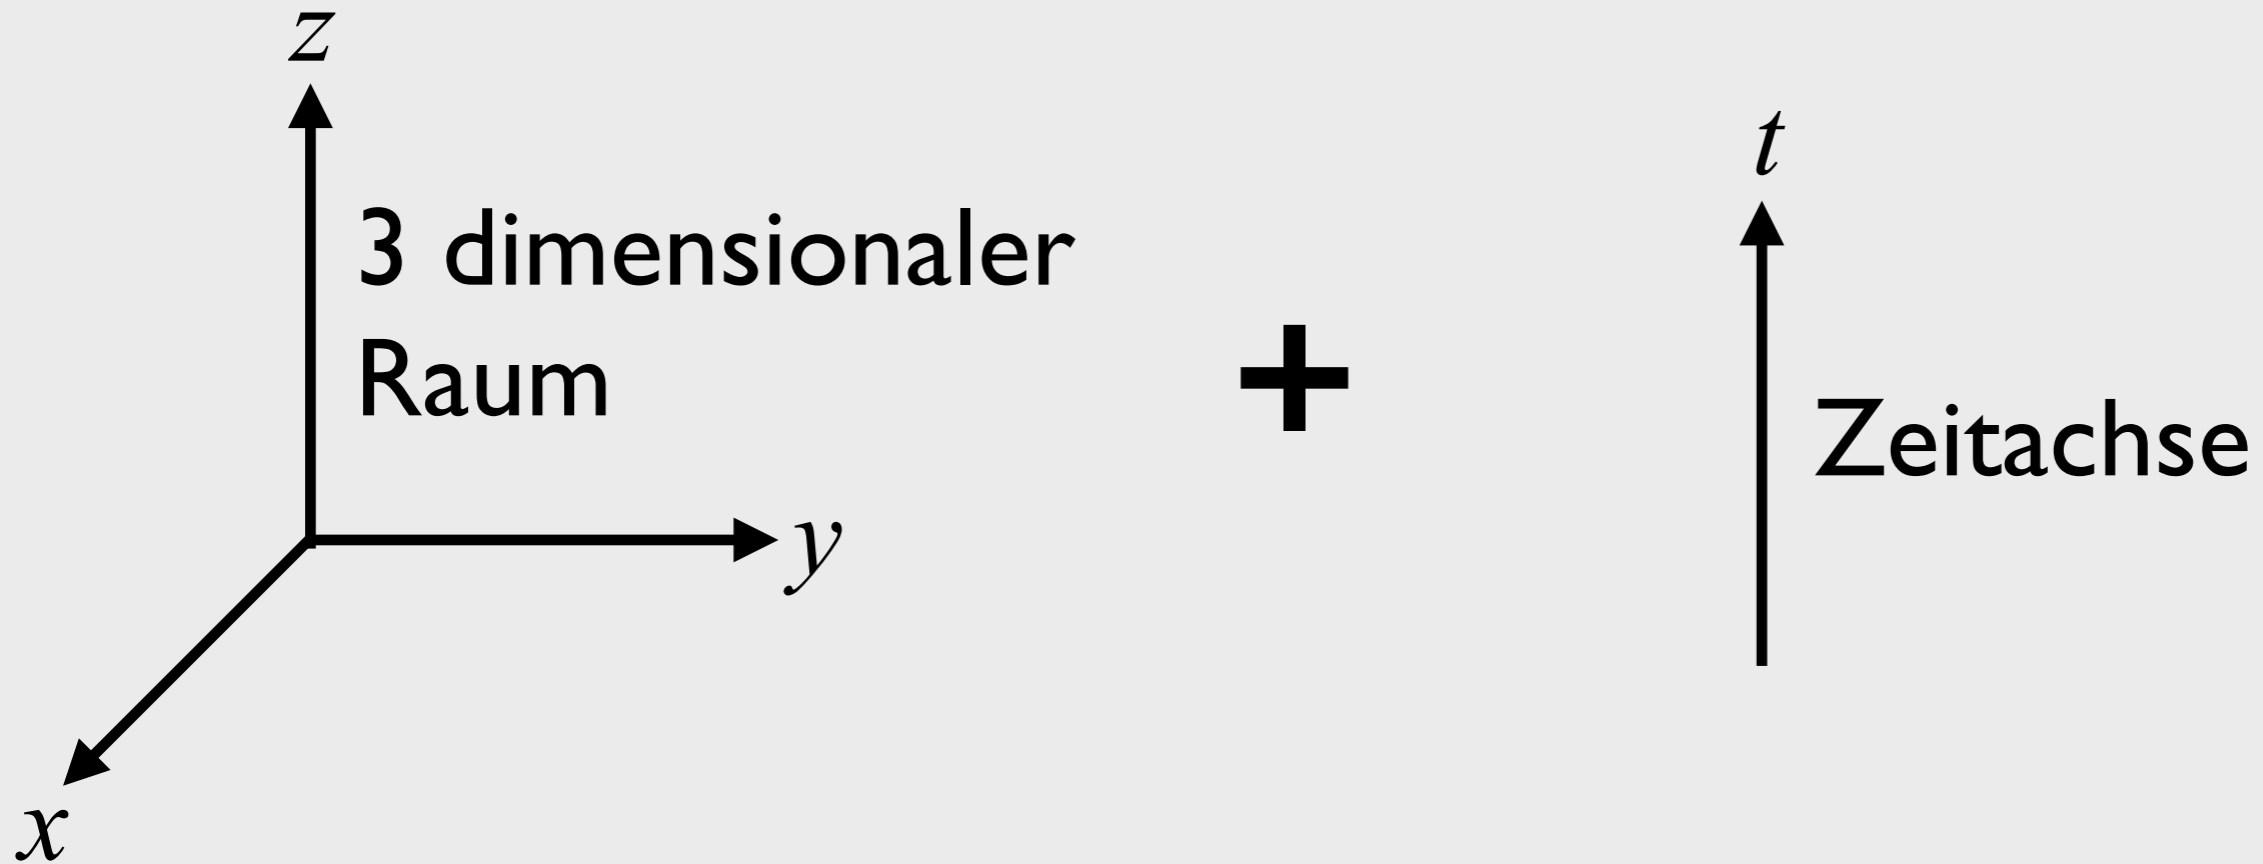 z
3 dimensionaler
Raum
y
x
+
t
Zeitachse